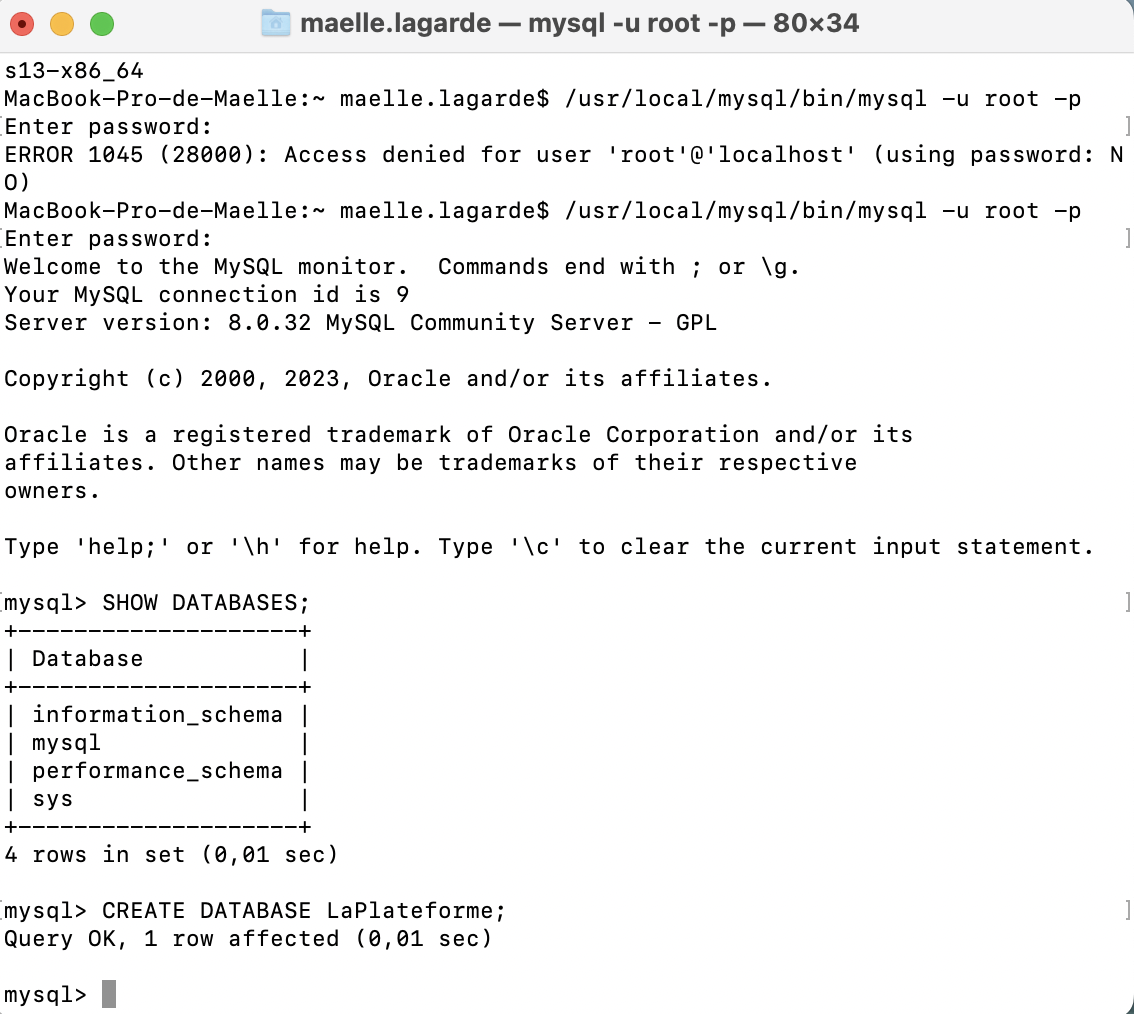 maelle.lagarde — mysql -u root -p — 80×34
s13-x86_64
MacBook-Pro-de-Maelle:~ maelle.lagarde$ /usr/local/mysql/bin/mysql -u root -p
[Enter password:                                                                ]
ERROR 1045 (28000): Access denied for user 'root'@'localhost' (using password: N
O)
MacBook-Pro-de-Maelle:~ maelle.lagarde$ /usr/local/mysql/bin/mysql -u root -p
[Enter password:                                                                ]
Welcome to the MySQL monitor.  Commands end with ; or \g.
Your MySQL connection id is 9
Server version: 8.0.32 MySQL Community Server - GPL

Copyright (c) 2000, 2023, Oracle and/or its affiliates.

Oracle is a registered trademark of Oracle Corporation and/or its
affiliates. Other names may be trademarks of their respective
owners.

Type 'help;' or '\h' for help. Type '\c' to clear the current input statement.

[mysql> SHOW DATABASES;                                                         ]
+--------------------+
| Database           |
+--------------------+
| information_schema |
| mysql              |
| performance_schema |
| sys                |
+--------------------+
4 rows in set (0,01 sec)

[mysql> CREATE DATABASE LaPlateforme;                                           ]
Query OK, 1 row affected (0,01 sec)

mysql>